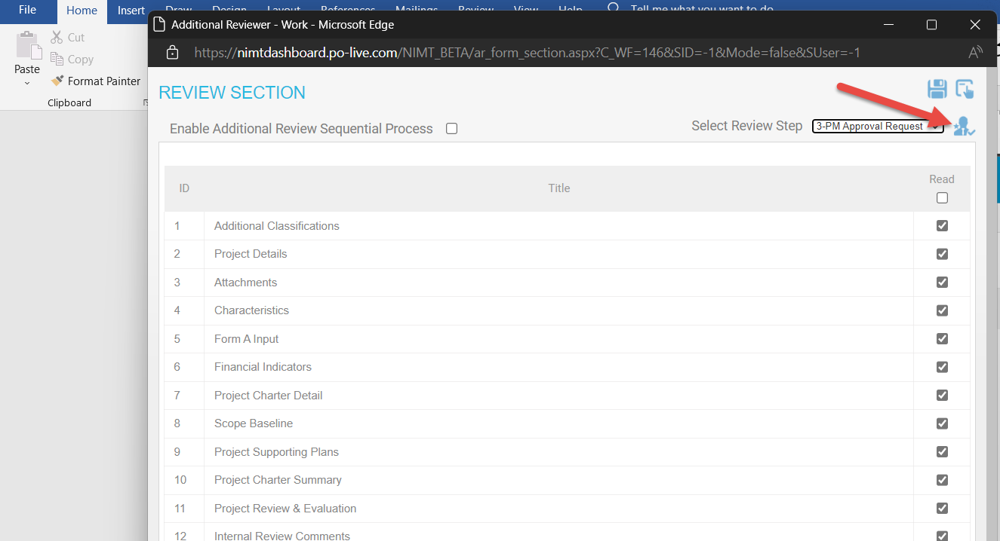 File Home Insert Draw Design Layout References Mailings Review View Help Tell me what you want to do
Additional Reviewer - Work - Microsoft Edge
https://nimtdashboard.po-live.com/NIMT_BETA/ar_form_section.aspx?C_WF=146&SID=-1&Mode=false&SUser=-1
Cut
Copy
Paste
Format Painter
Clipboard
REVIEW SECTION
Enable Additional Review Sequential Process
Select Review Step 3-PM Approval Request
ID Title Read
1 Additional Classifications
2 Project Details
3 Attachments
4 Characteristics
5 Form A Input
6 Financial Indicators
7 Project Charter Detail
8 Scope Baseline
9 Project Supporting Plans
10 Project Charter Summary
11 Project Review & Evaluation
12 Internal Review Comments